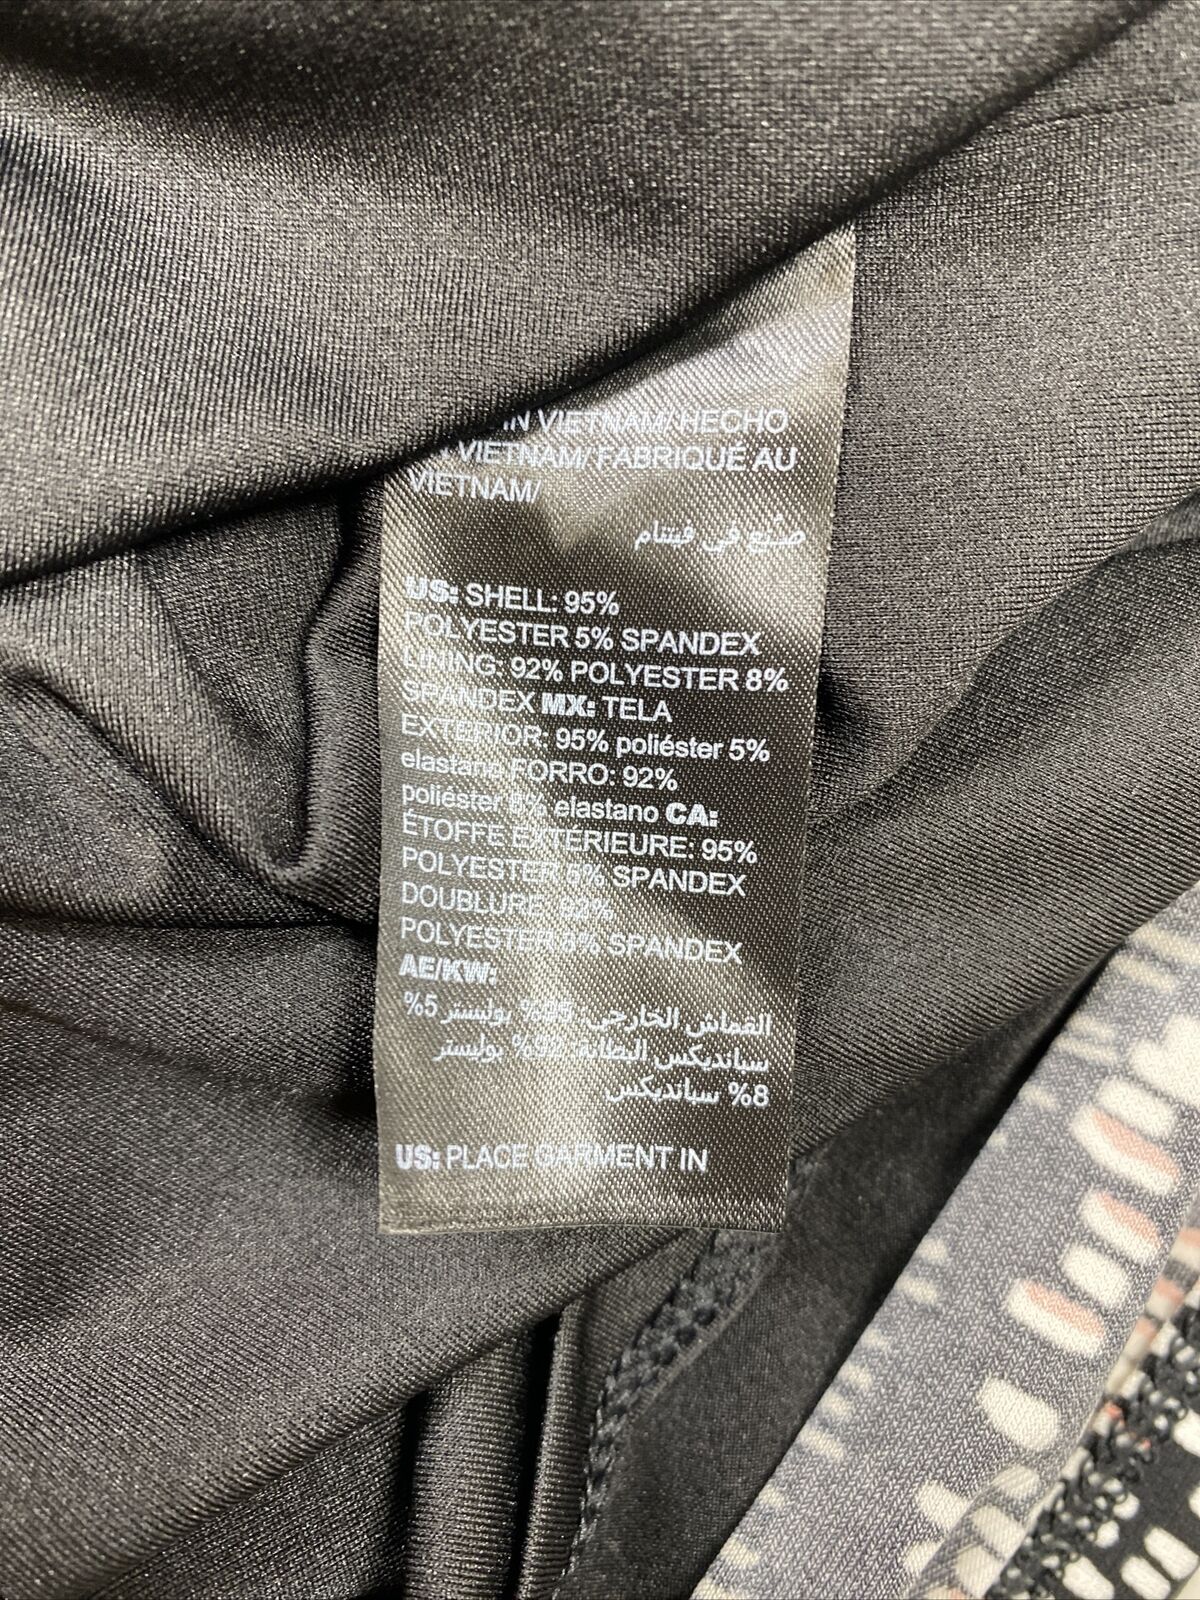 IN VIETNAM/HECHO
VIETNAM/FABRIQUÉ AU
VIETNAM/
صنع في فيتنام
US: SHELL: 95%
POLYESTER 5% SPANDEX
LINING: 92% POLYESTER 8%
SPANDEX MX: TELA
EXTERIOR: 95% poliéster 5%
elastano FORRO: 92%
poliéster 8% elastano CA:
ÉTOFFE EXTÉRIEURE: 95%
POLYESTER 5% SPANDEX
DOUBLURE: 92%
POLYESTER 8% SPANDEX
AE/KW:
القماش الخارجي: 95% بوليستر 5%
سبانديكس البطانة: 92% بوليستر
8% سبانديكس
US: PLACE GARMENT IN